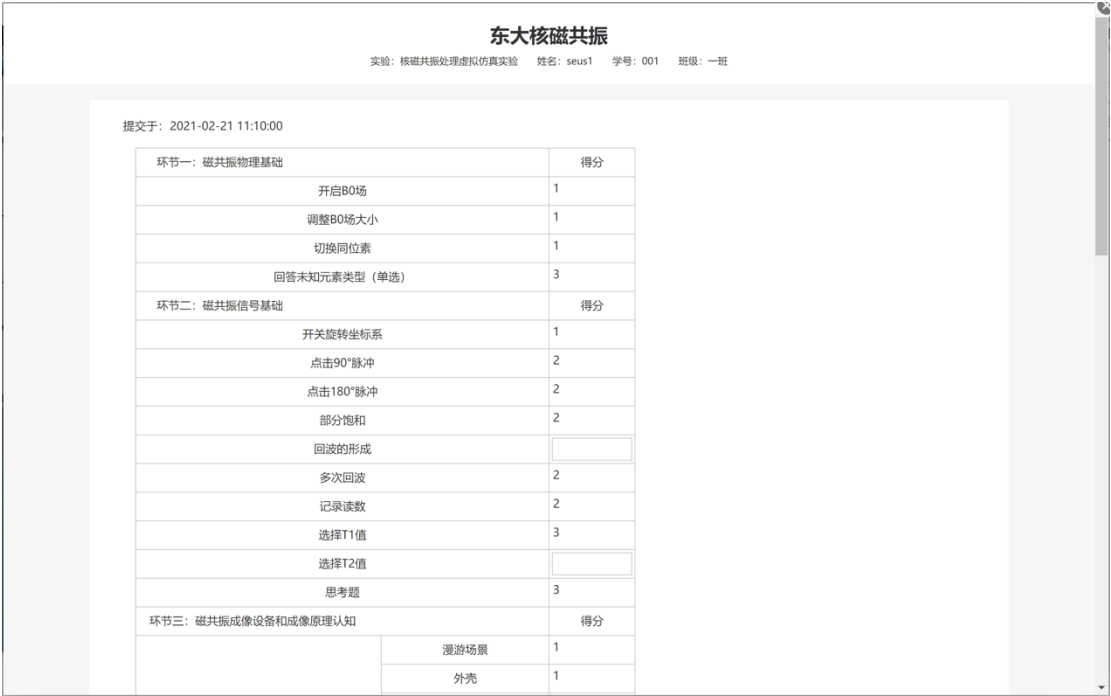 东大核磁共振
实验：核磁共振处理虚拟仿真实验 姓名：seus1 学号：001 班级：一班
提交于：2021-02-21 11:10:00
环节一：磁共振物理基础 得分
开启B0场 1
调整B0场大小 1
切换同位素 1
回答未知元素类型（单选） 3
环节二：磁共振信号基础 得分
开关旋转坐标系 1
点击90°脉冲 2
点击180°脉冲 2
部分饱和 2
回波的形成
多次回波 2
记录读数 2
选择T1值 3
选择T2值
思考题 3
环节三：磁共振成像设备和成像原理认知 得分
漫游场景 1
外壳 1